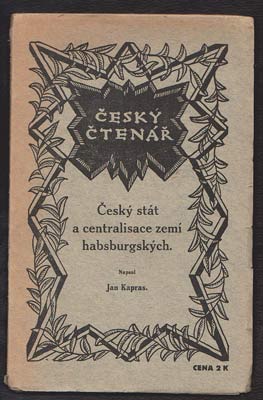 ČESKÝ
ČTENÁŘ
Český stát
a centralisace zemí
habsburgských.
Napsal
Jan Kapras.
CENA 2 K